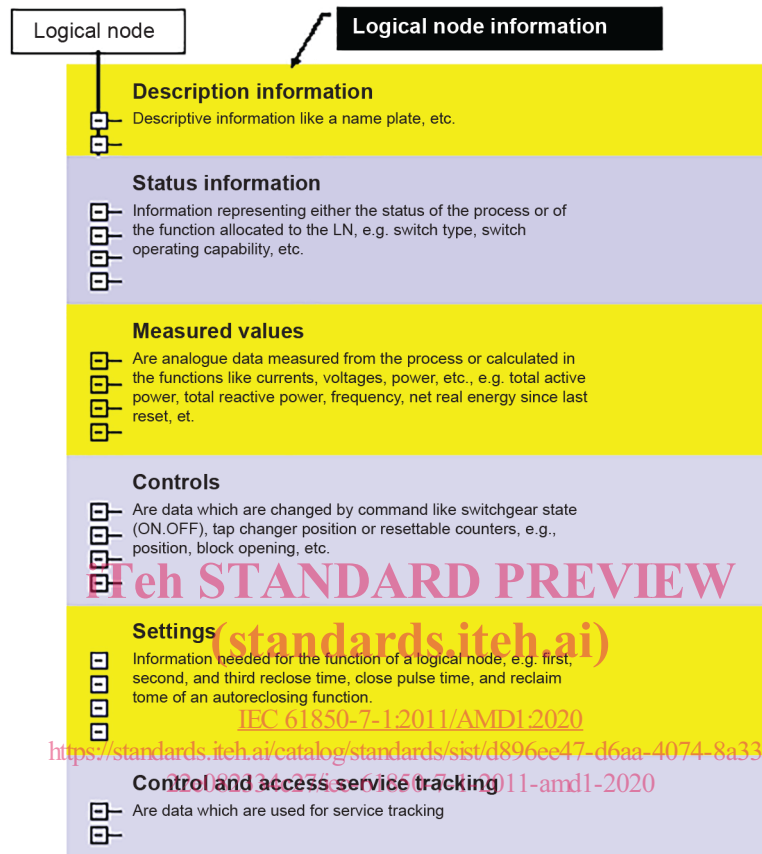 Logical node
Logical node information
Description information
Descriptive information like a name plate, etc.
Status information
Information representing either the status of the process or of
the function allocated to the LN, e.g. switch type, switch
operating capability, etc.
Measured values
Are analogue data measured from the process or calculated in
the functions like currents, voltages, power, etc., e.g. total active
power, total reactive power, frequency, net real energy since last
reset, et.
Controls
Are data which are changed by command like switchgear state
(ON.OFF), tap changer position or resettable counters, e.g.,
position, block opening, etc.
iTeh STANDARD PREVIEW
Settings
(standards.iteh.ai)
Information needed for the function of a logical node, e.g. first,
second, and third reclose time, close pulse time, and reclaim
tome of an autoreclosing function.
IEC 61850-7-1:2011/AMD1:2020
https://standards.iteh.ai/catalog/standards/sist/d896ee47-d6aa-4074-8a33
Control and access service tracking
2011-amd1-2020
Are data which are used for service tracking